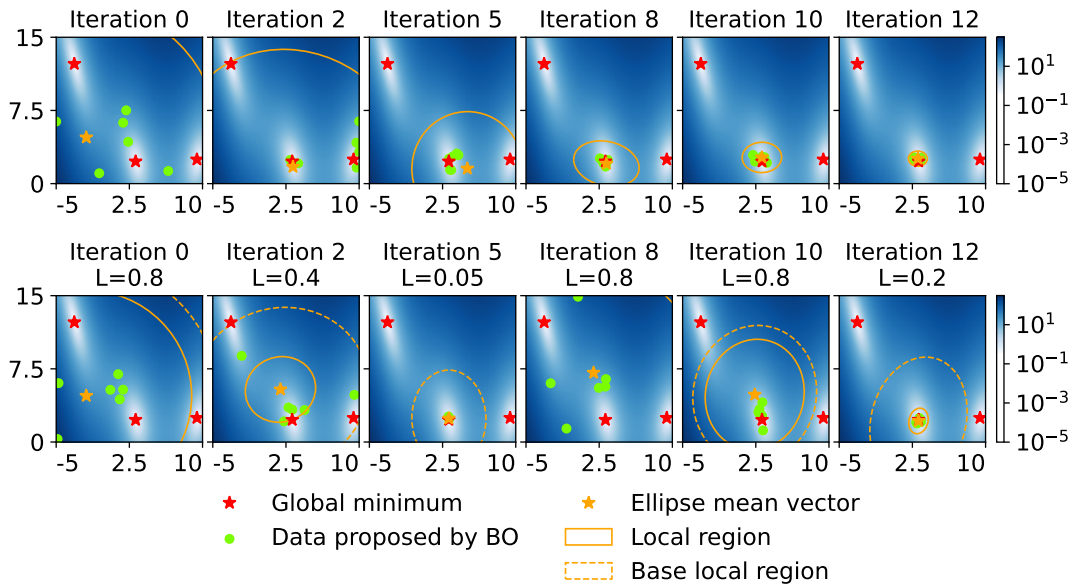 Iteration 0 Iteration 2 Iteration 5 Iteration 8 Iteration 10 Iteration 12
15
7.5
0
-5 2.5 10 -5 2.5 10 -5 2.5 10 -5 2.5 10 -5 2.5 10 -5 2.5 10
10^1
10^-1
10^-3
10^-5
Iteration 0 Iteration 2 Iteration 5 Iteration 8 Iteration 10 Iteration 12
L=0.8 L=0.4 L=0.05 L=0.8 L=0.8 L=0.2
15
7.5
0
-5 2.5 10 -5 2.5 10 -5 2.5 10 -5 2.5 10 -5 2.5 10 -5 2.5 10
10^1
10^-1
10^-3
10^-5
Global minimum
Data proposed by BO
Ellipse mean vector
Local region
Base local region